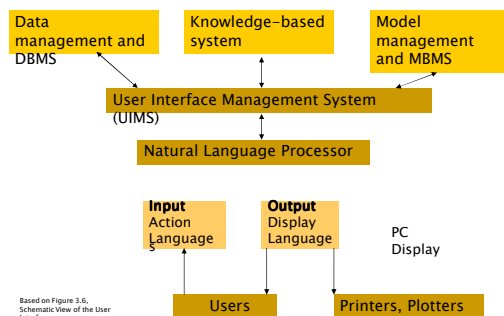 Data
management and
DBMS
Knowledge-based
system
Model
management
and MBMS
User Interface Management System
(UIMS)
Natural Language Processor
Input
Action
Language
s
Output
Display
Language
PC
Display
Based on Figure 3.6,
Schematic View of the User
Users
Printers, Plotters